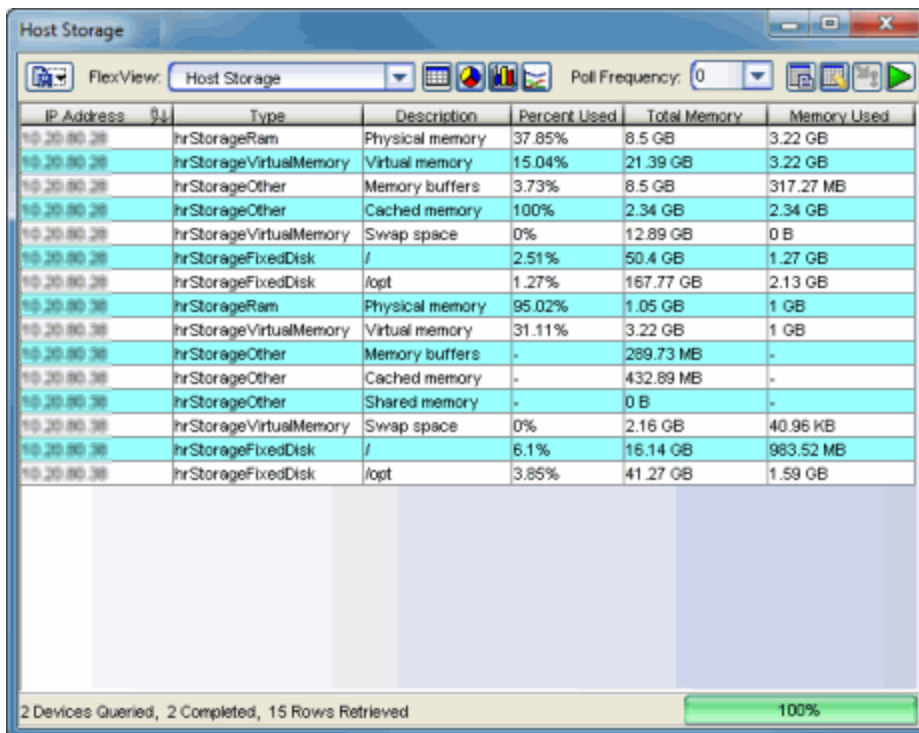 Host Storage
FlexView: Host Storage Poll Frequency: 0
IP Address Type Description Percent Used Total Memory Memory Used
hrStorageRam Physical memory 37.85% 8.5 GB 3.22 GB
hrStorageVirtualMemory Virtual memory 15.04% 21.39 GB 3.22 GB
hrStorageOther Memory buffers 3.73% 8.5 GB 317.27 MB
hrStorageOther Cached memory 100% 2.34 GB 2.34 GB
hrStorageVirtualMemory Swap space 0% 12.89 GB 0 B
hrStorageFixedDisk / 2.51% 50.4 GB 1.27 GB
hrStorageFixedDisk /opt 1.27% 167.77 GB 2.13 GB
hrStorageRam Physical memory 95.02% 1.05 GB 1 GB
hrStorageVirtualMemory Virtual memory 31.11% 3.22 GB 1 GB
hrStorageOther Memory buffers - 289.73 MB -
hrStorageOther Cached memory - 432.89 MB -
hrStorageOther Shared memory - 0 B -
hrStorageVirtualMemory Swap space 0% 2.16 GB 40.96 KB
hrStorageFixedDisk / 6.1% 16.14 GB 983.52 MB
hrStorageFixedDisk /opt 3.85% 41.27 GB 1.59 GB
2 Devices Queried, 2 Completed, 15 Rows Retrieved 100%